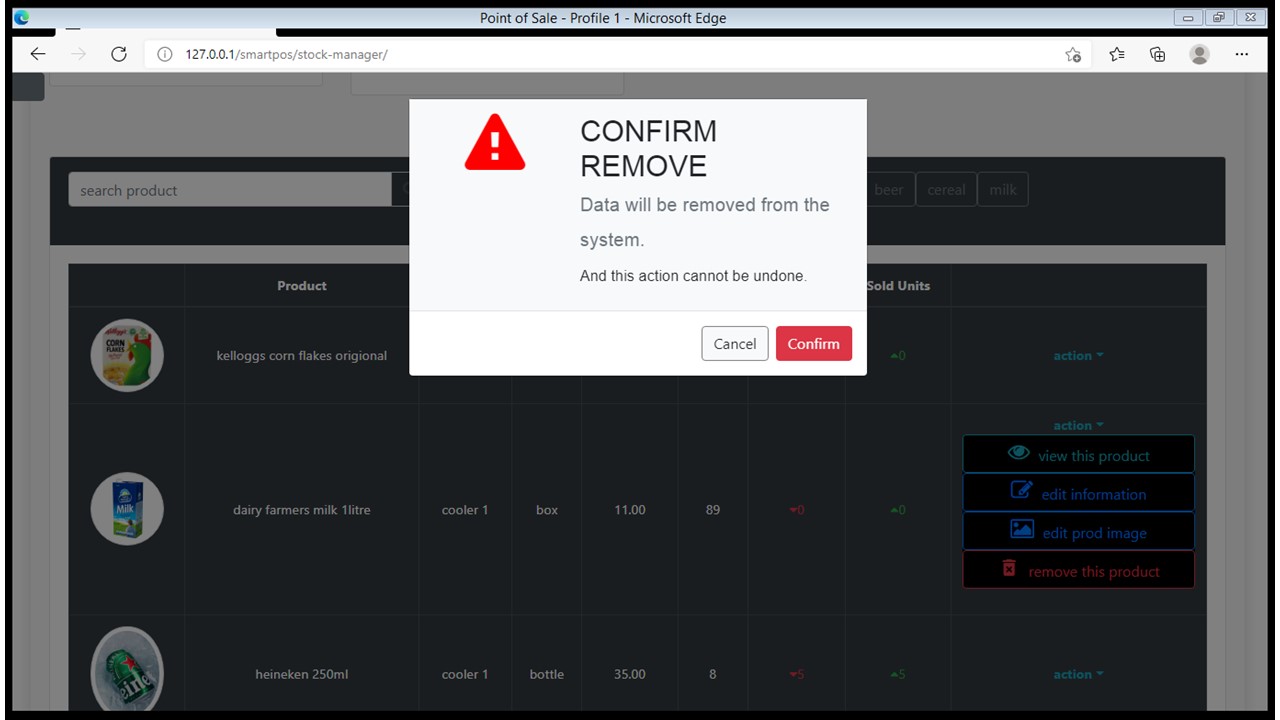 Point of Sale - Profile 1 - Microsoft Edge
127.0.0.1/smartpos/stock-manager/
CONFIRM
REMOVE
Data will be removed from the
system.
And this action cannot be undone.
Cancel Confirm
search product beer cereal milk
Product Sold Units
Kellogg's CORN FLAKES
kelloggs corn flakes origional 0 action
action
view this product
Milk
dairy farmers milk 1litre cooler 1 box 11.00 89 0 0
edit information
edit prod image
remove this product
heineken 250ml cooler 1 bottle 35.00 8 5 5 action